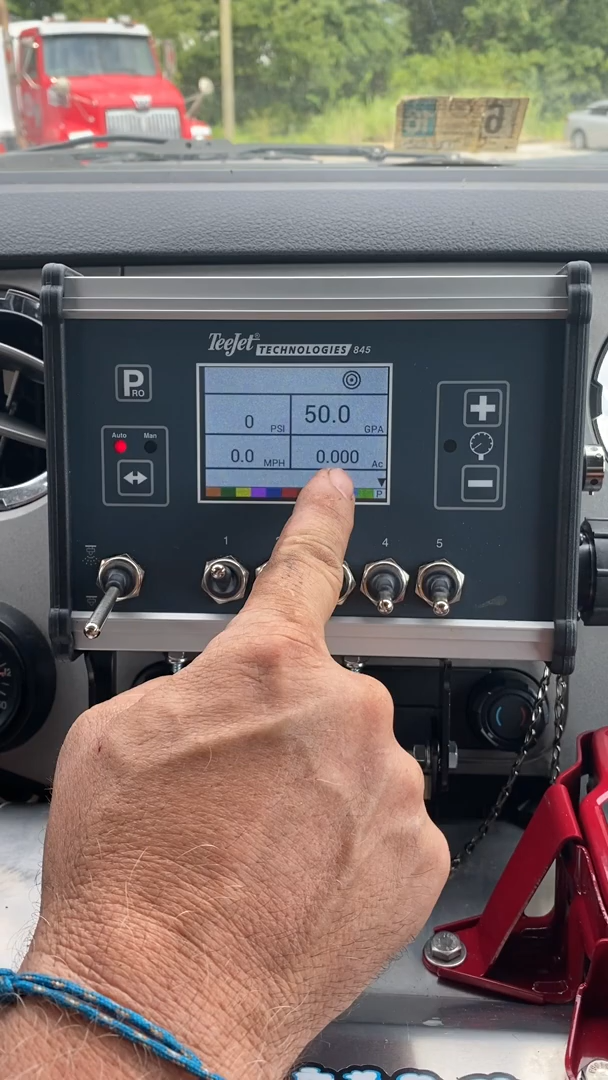 TeeJet® TECHNOLOGIES 845
PRO
Auto Man
0 PSI
50.0 GPA
0.0 MPH
0.000 Ac
P
1
4 5